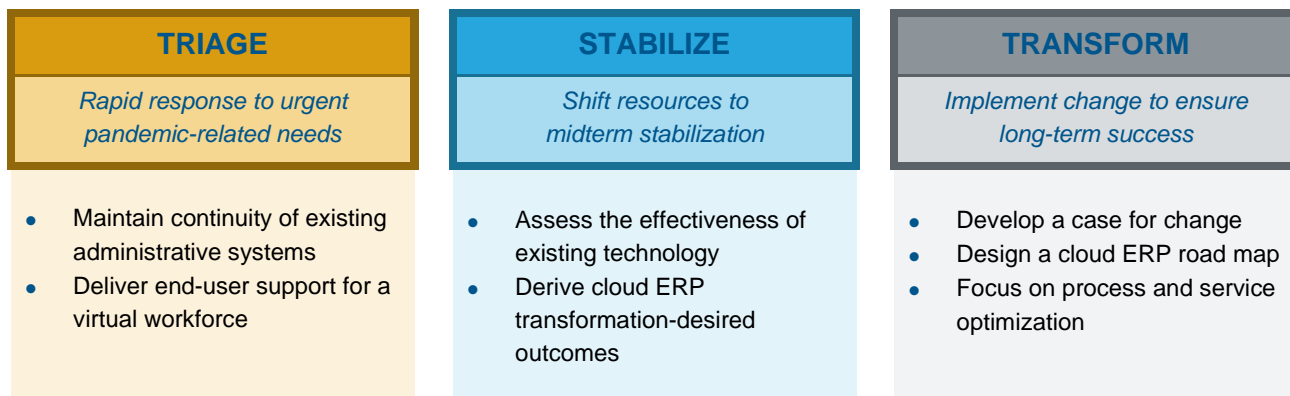 TRIAGE
Rapid response to urgent
pandemic-related needs
• Maintain continuity of existing
administrative systems
• Deliver end-user support for a
virtual workforce
STABILIZE
Shift resources to
midterm stabilization
• Assess the effectiveness of
existing technology
• Derive cloud ERP
transformation-desired
outcomes
TRANSFORM
Implement change to ensure
long-term success
• Develop a case for change
• Design a cloud ERP road map
• Focus on process and service
optimization